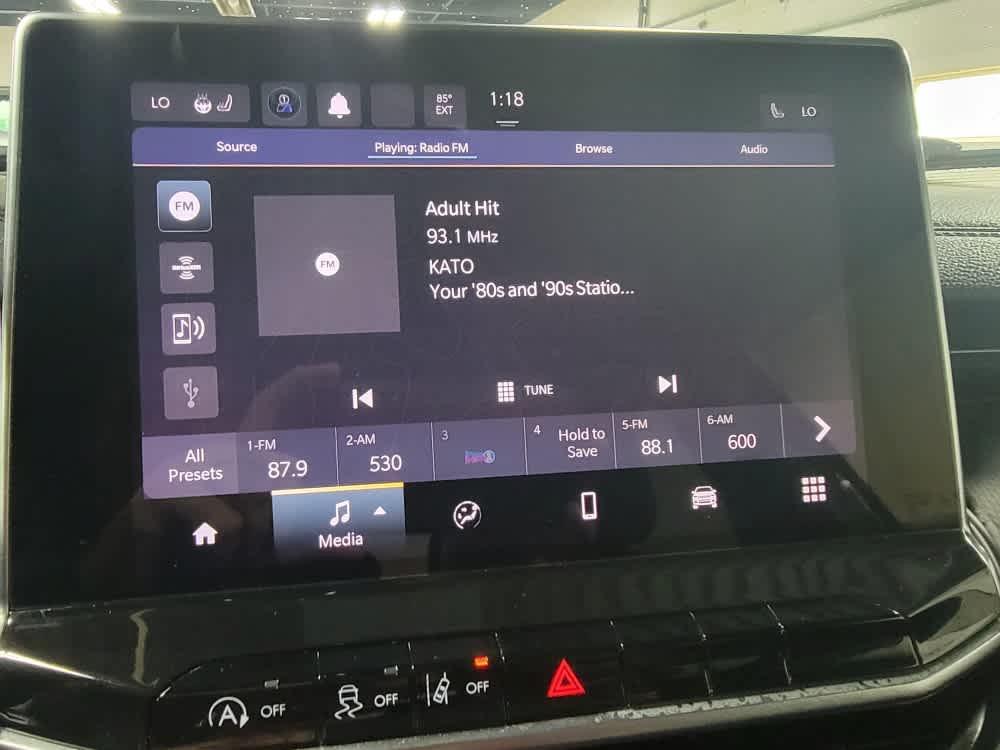 LO
85°
EXT
1:18
LO
Source
Playing: Radio FM
Browse
Audio
FM
FM
Adult Hit
93.1 MHz
KATO
Your '80s and '90s Statio...
TUNE
All
Presets
1-FM
87.9
2-AM
530
3
4
Hold to
Save
5-FM
88.1
6-AM
600
Media
A OFF
OFF
OFF